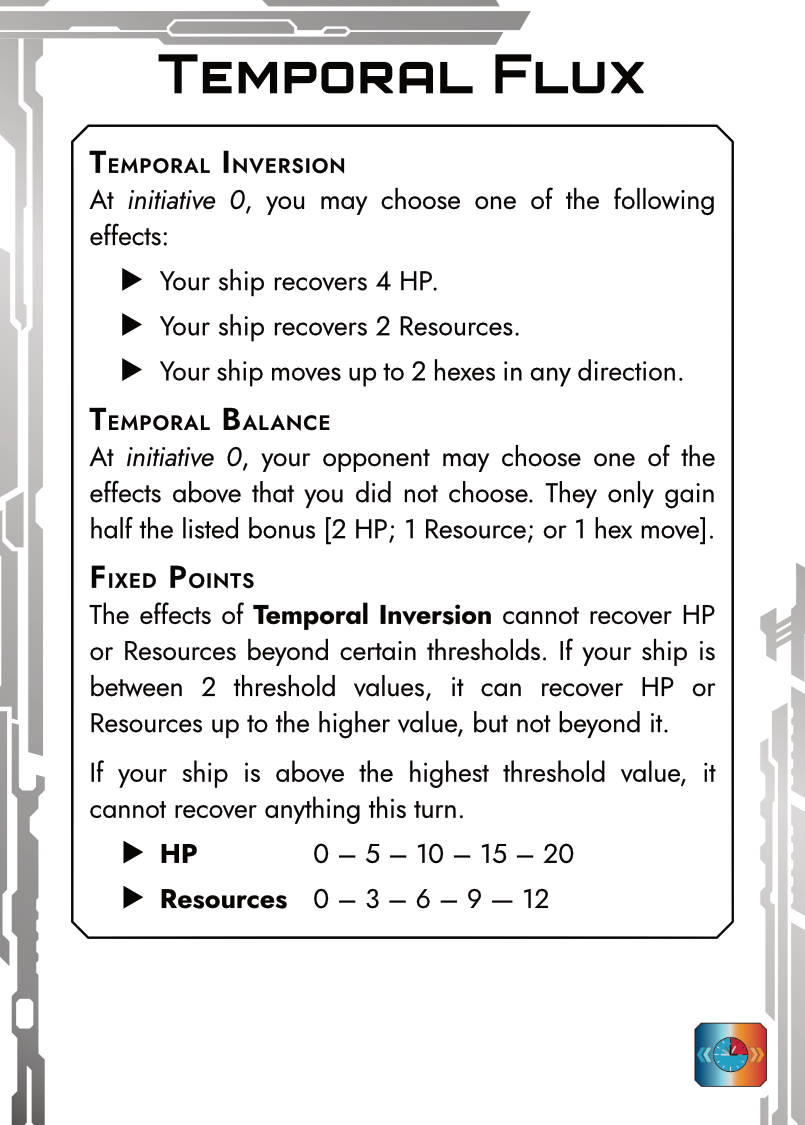 Temporal Flux
Temporal Inversion
At initiative 0, you may choose one of the following
effects:
▶ Your ship recovers 4 HP.
▶ Your ship recovers 2 Resources.
▶ Your ship moves up to 2 hexes in any direction.
Temporal Balance
At initiative 0, your opponent may choose one of the
effects above that you did not choose. They only gain
half the listed bonus [2 HP; 1 Resource; or 1 hex move].
Fixed Points
The effects of Temporal Inversion cannot recover HP
or Resources beyond certain thresholds. If your ship is
between 2 threshold values, it can recover HP or
Resources up to the higher value, but not beyond it.
If your ship is above the highest threshold value, it
cannot recover anything this turn.
▶ HP 0 – 5 – 10 – 15 – 20
▶ Resources 0 – 3 – 6 – 9 — 12